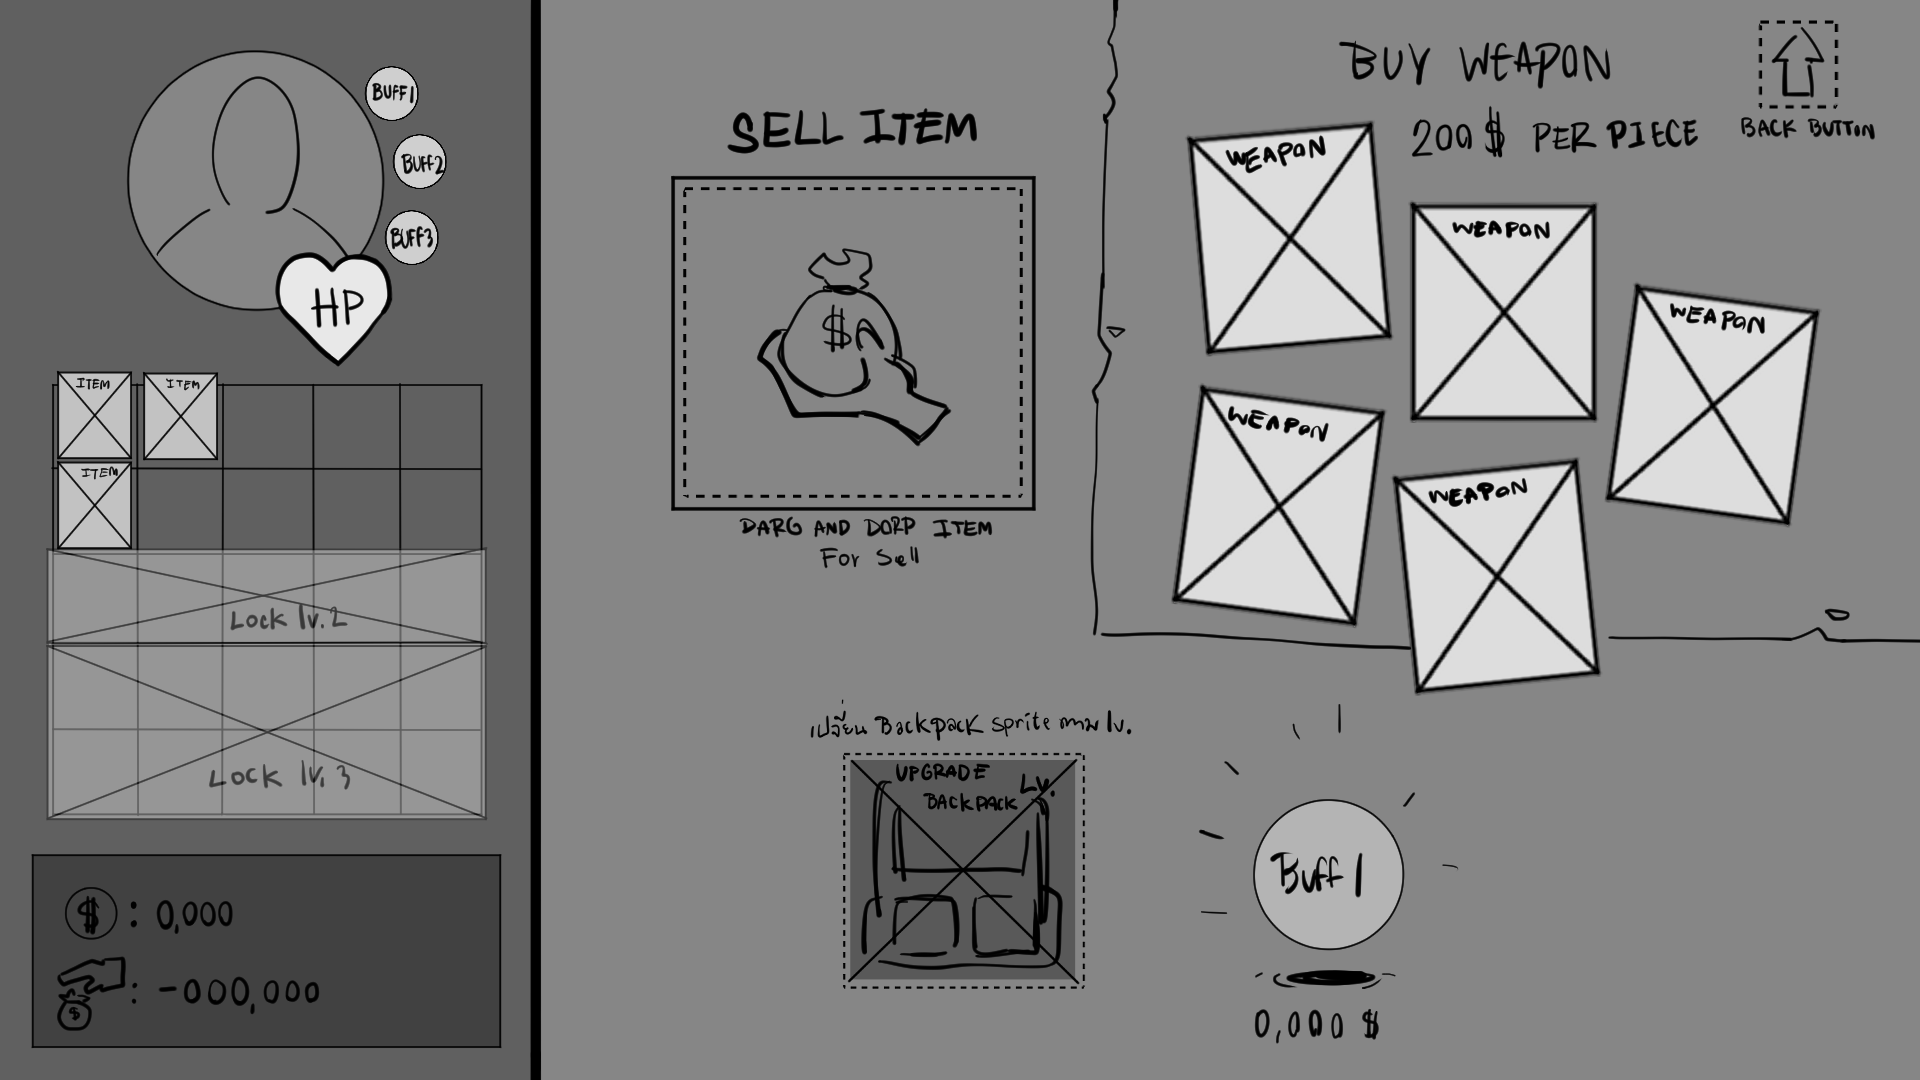 BUFF1
BUFF2
BUFF3
HP
ITEM
ITEM
ITEM
Lock lv.2
Lock lv.3
$ : 0,000
$ : -000,000
SELL ITEM
$
DARG AND DORP ITEM
For Sell
BUY WEAPON
200 $ PER PIECE
BACK BUTTON
WEAPON
WEAPON
WEAPON
WEAPON
WEAPON
เปลี่ยน Backpack sprite ตาม lv.
UPGRADE
BACKPACK
Lv.
Buff 1
0,000 $